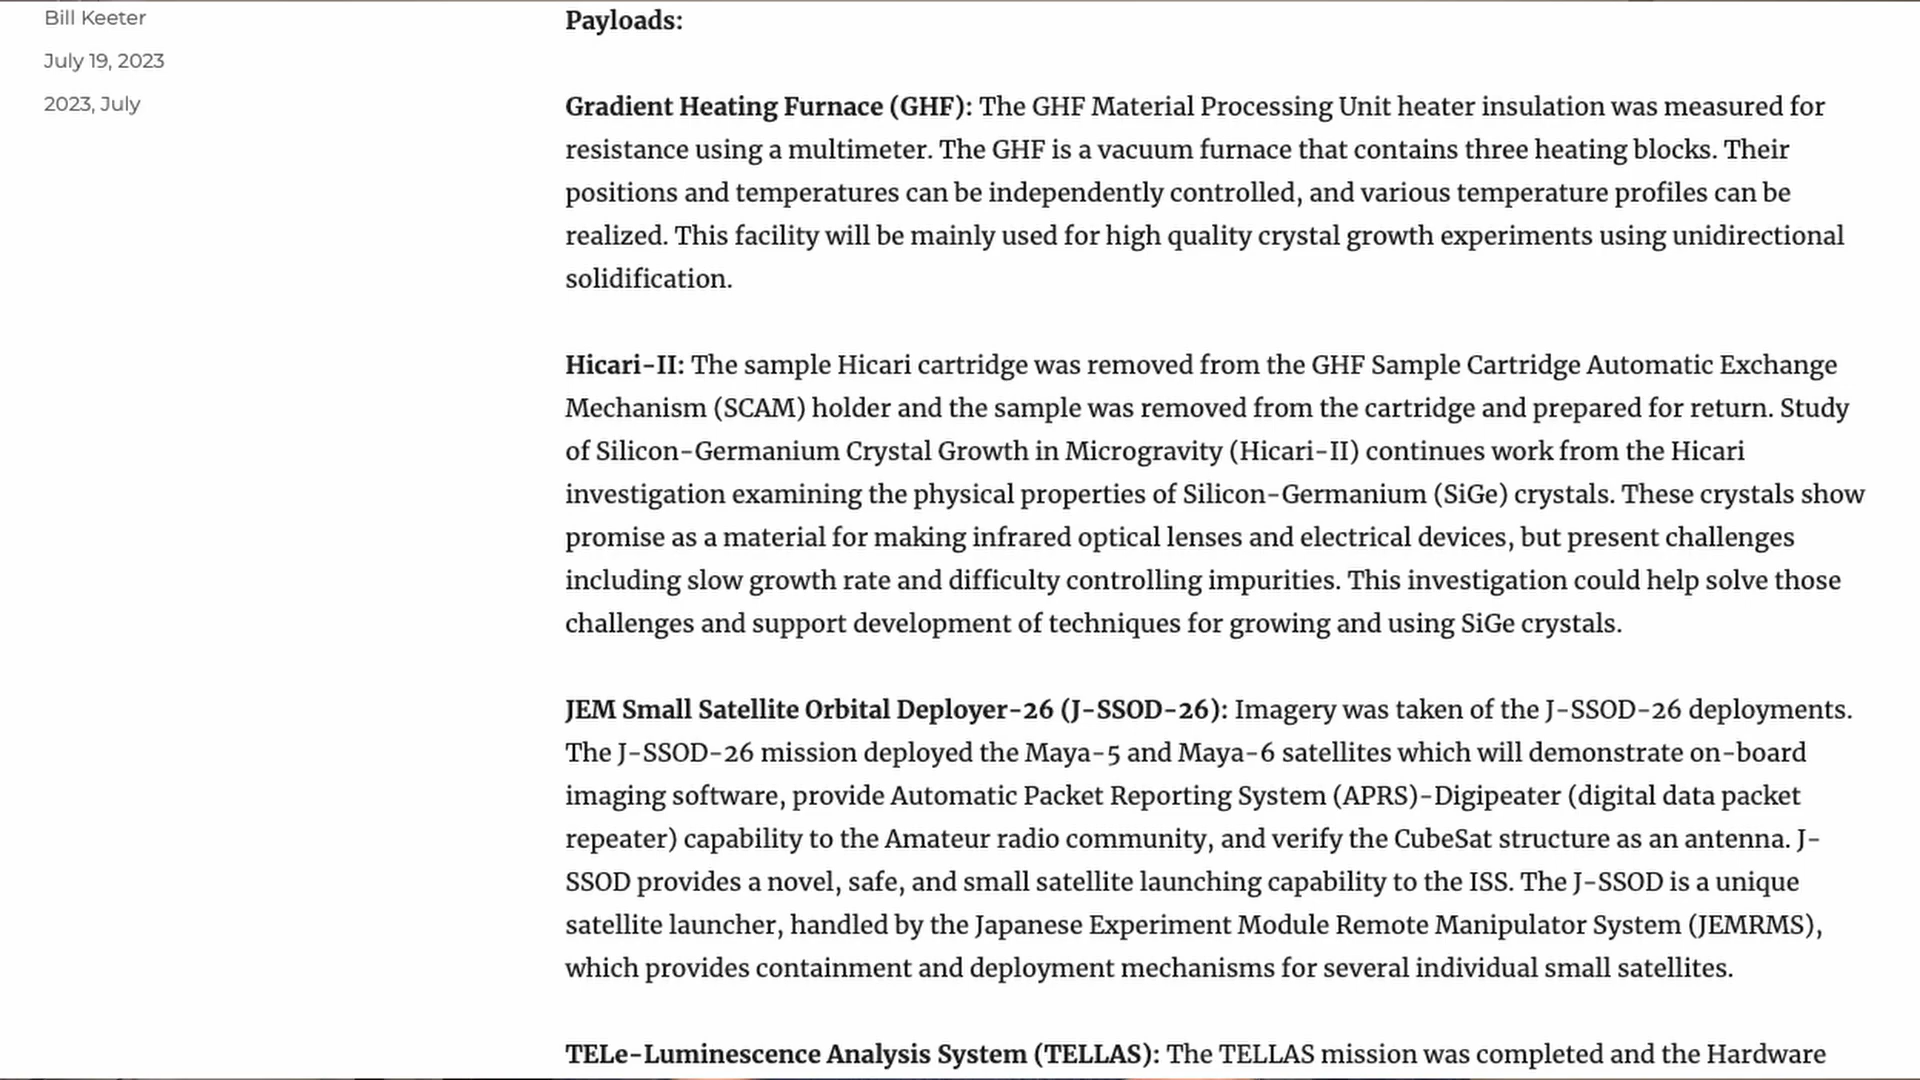 Bill Keeter
July 19, 2023
2023, July
Payloads:
Gradient Heating Furnace (GHF): The GHF Material Processing Unit heater insulation was measured for
resistance using a multimeter. The GHF is a vacuum furnace that contains three heating blocks. Their
positions and temperatures can be independently controlled, and various temperature profiles can be
realized. This facility will be mainly used for high quality crystal growth experiments using unidirectional
solidification.
Hicari-II: The sample Hicari cartridge was removed from the GHF Sample Cartridge Automatic Exchange
Mechanism (SCAM) holder and the sample was removed from the cartridge and prepared for return. Study
of Silicon-Germanium Crystal Growth in Microgravity (Hicari-II) continues work from the Hicari
investigation examining the physical properties of Silicon-Germanium (SiGe) crystals. These crystals show
promise as a material for making infrared optical lenses and electrical devices, but present challenges
including slow growth rate and difficulty controlling impurities. This investigation could help solve those
challenges and support development of techniques for growing and using SiGe crystals.
JEM Small Satellite Orbital Deployer-26 (J-SSOD-26): Imagery was taken of the J-SSOD-26 deployments.
The J-SSOD-26 mission deployed the Maya-5 and Maya-6 satellites which will demonstrate on-board
imaging software, provide Automatic Packet Reporting System (APRS)-Digipeater (digital data packet
repeater) capability to the Amateur radio community, and verify the CubeSat structure as an antenna. J-
SSOD provides a novel, safe, and small satellite launching capability to the ISS. The J-SSOD is a unique
satellite launcher, handled by the Japanese Experiment Module Remote Manipulator System (JEMRMS),
which provides containment and deployment mechanisms for several individual small satellites.
TELe-Luminescence Analysis System (TELLAS): The TELLAS mission was completed and the Hardware